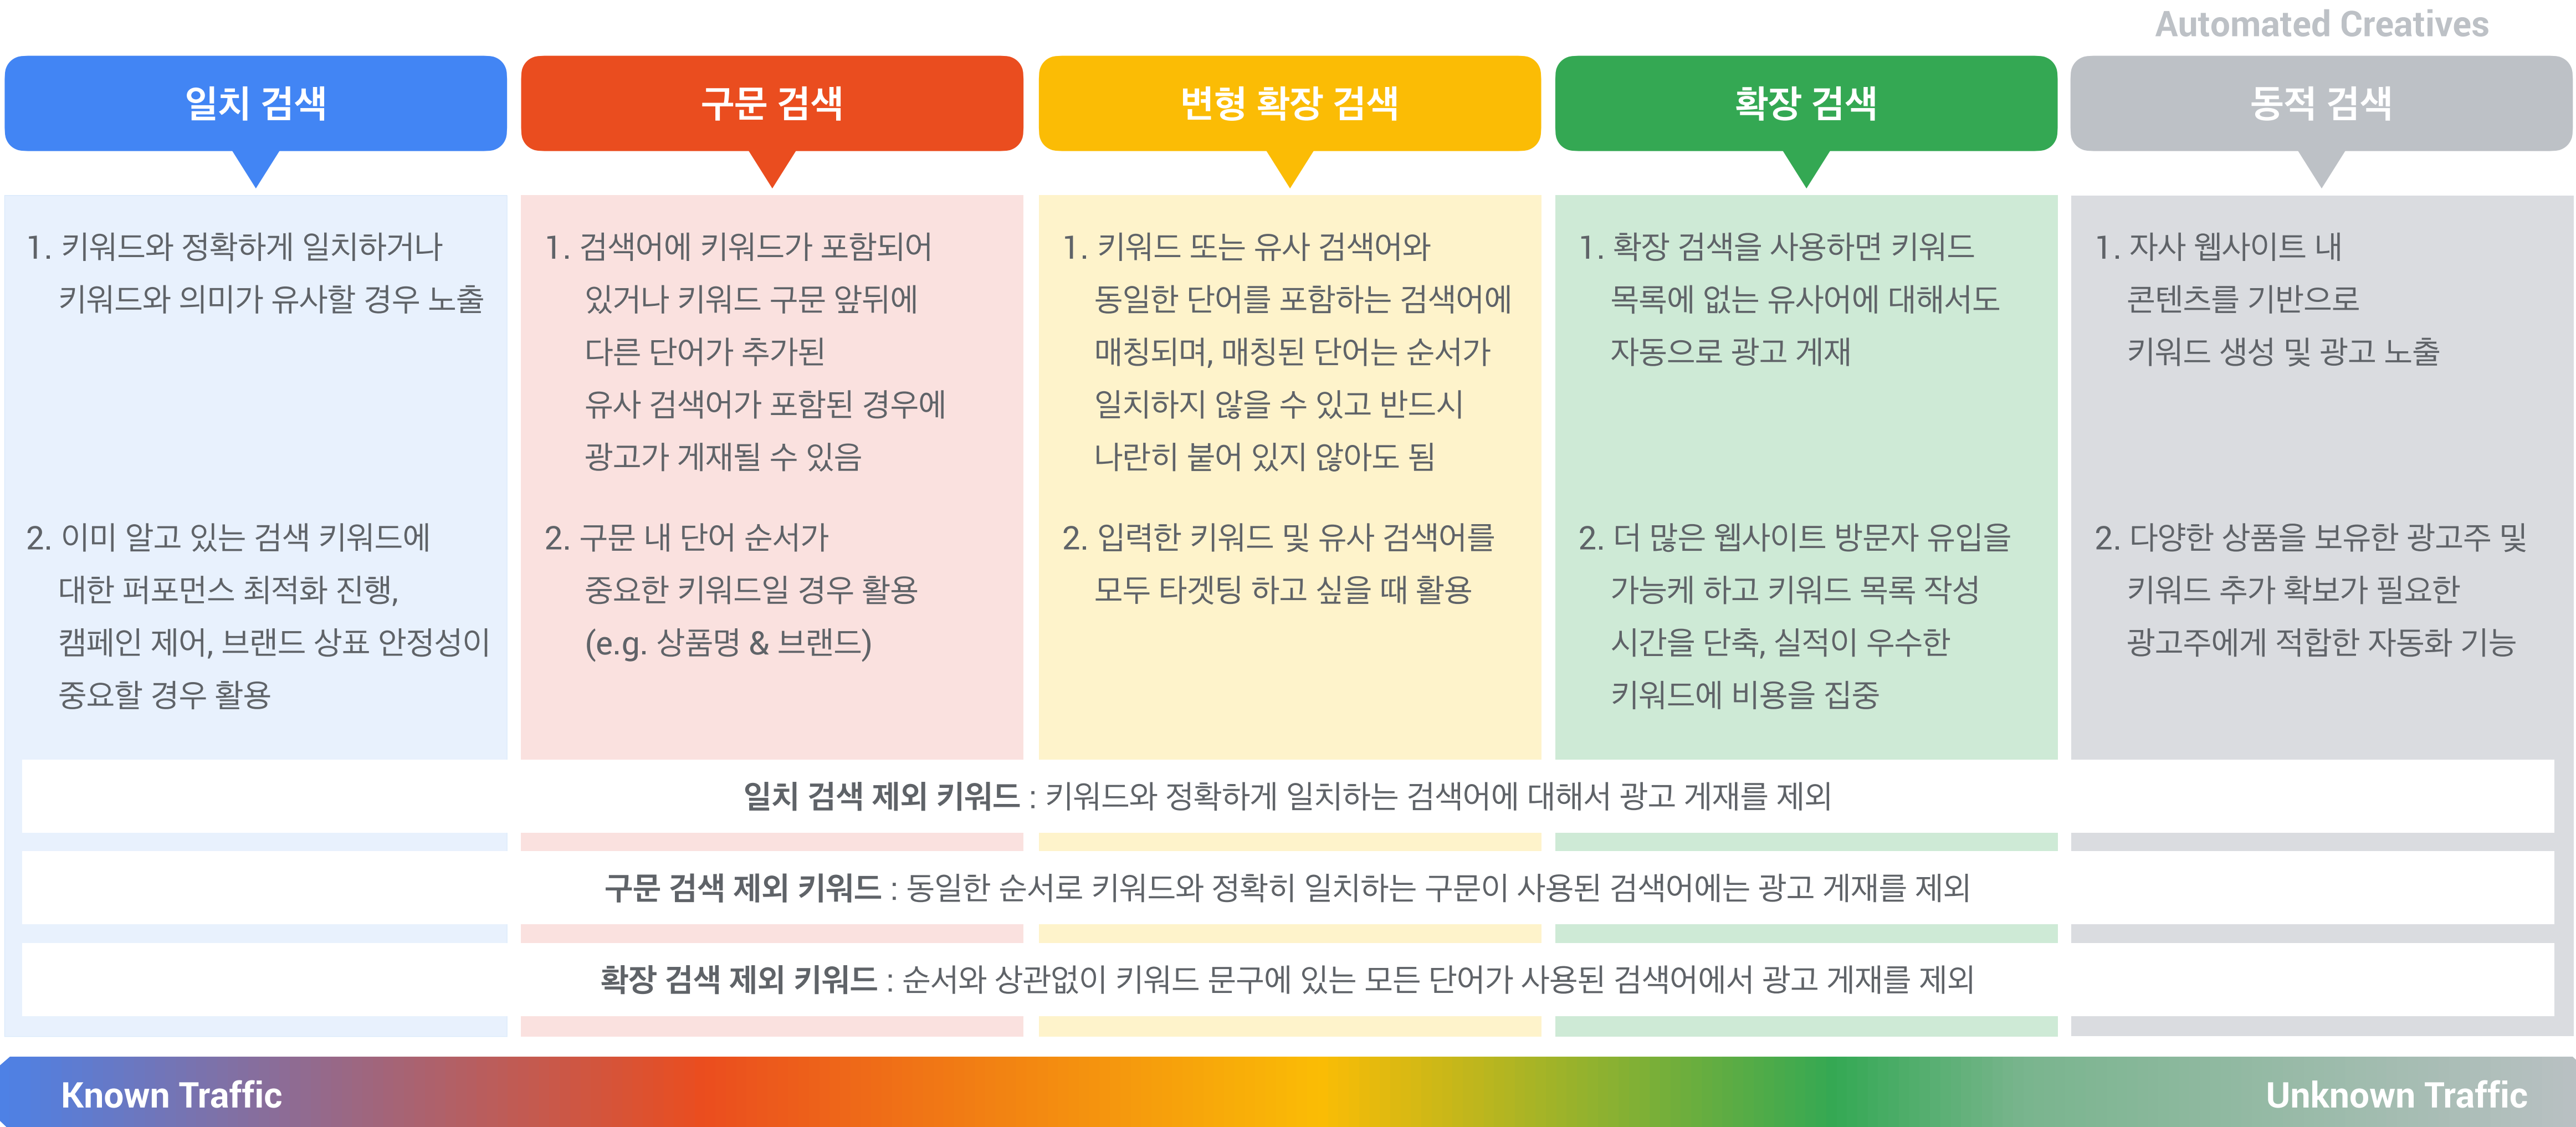 Automated Creatives
일치 검색
구문 검색
변형 확장 검색
확장 검색
동적 검색
1. 키워드와 정확하게 일치하거나
키워드와 의미가 유사할 경우 노출
2. 이미 알고 있는 검색 키워드에
대한 퍼포먼스 최적화 진행,
캠페인 제어, 브랜드 상표 안정성이
중요할 경우 활용
1. 검색어에 키워드가 포함되어
있거나 키워드 구문 앞뒤에
다른 단어가 추가된
유사 검색어가 포함된 경우에
광고가 게재될 수 있음
2. 구문 내 단어 순서가
중요한 키워드일 경우 활용
(e.g. 상품명 & 브랜드)
1. 키워드 또는 유사 검색어와
동일한 단어를 포함하는 검색어에
매칭되며, 매칭된 단어는 순서가
일치하지 않을 수 있고 반드시
나란히 붙어 있지 않아도 됨
2. 입력한 키워드 및 유사 검색어를
모두 타겟팅 하고 싶을 때 활용
1. 확장 검색을 사용하면 키워드
목록에 없는 유사어에 대해서도
자동으로 광고 게재
2. 더 많은 웹사이트 방문자 유입을
가능케 하고 키워드 목록 작성
시간을 단축, 실적이 우수한
키워드에 비용을 집중
1. 자사 웹사이트 내
콘텐츠를 기반으로
키워드 생성 및 광고 노출
2. 다양한 상품을 보유한 광고주 및
키워드 추가 확보가 필요한
광고주에게 적합한 자동화 기능
일치 검색 제외 키워드 : 키워드와 정확하게 일치하는 검색어에 대해서 광고 게재를 제외
구문 검색 제외 키워드 : 동일한 순서로 키워드와 정확히 일치하는 구문이 사용된 검색어에는 광고 게재를 제외
확장 검색 제외 키워드 : 순서와 상관없이 키워드 문구에 있는 모든 단어가 사용된 검색어에서 광고 게재를 제외
Known Traffic
Unknown Traffic